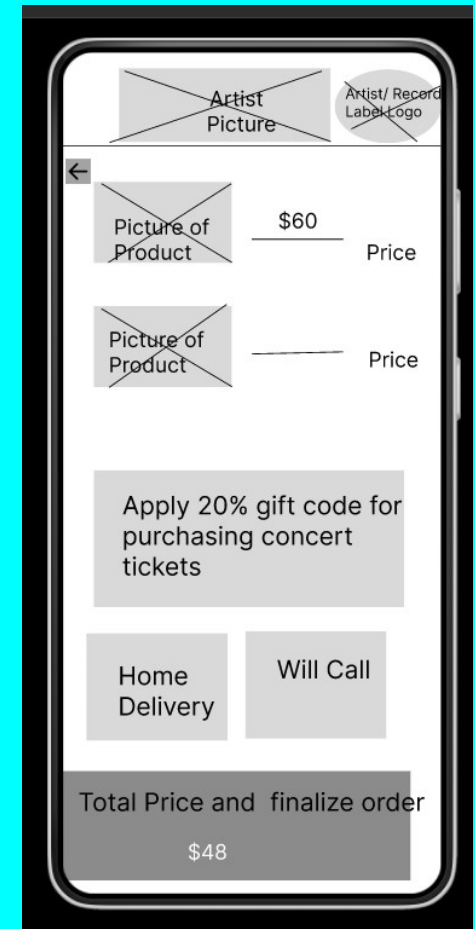 Artist
Picture
Artist/ Record
Label Logo
Picture of
Product
$60
Price
Picture of
Product
Price
Apply 20% gift code for
purchasing concert
tickets
Home
Delivery
Will Call
Total Price and finalize order
$48